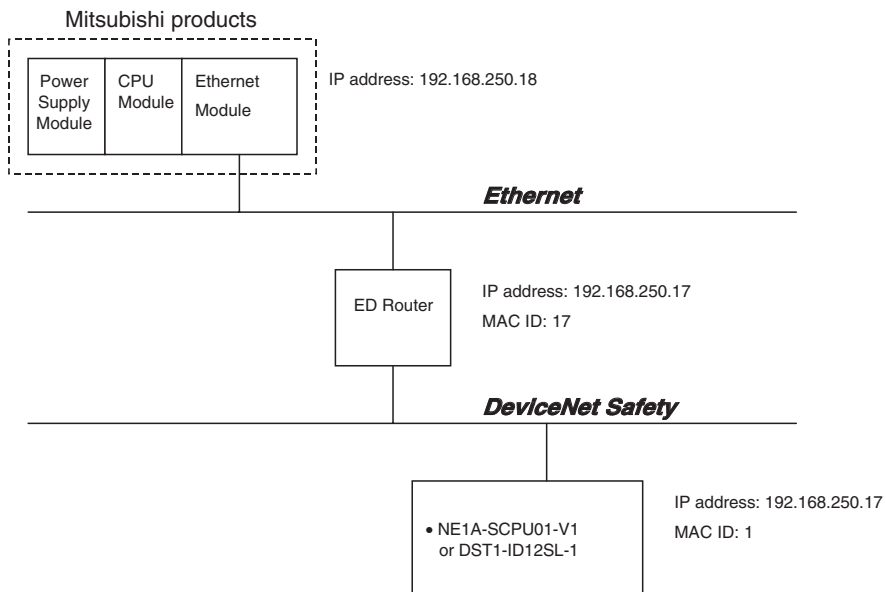 Mitsubishi products
Power
Supply
Module
CPU
Module
Ethernet
Module
IP address: 192.168.250.18
Ethernet
ED Router
IP address: 192.168.250.17
MAC ID: 17
DeviceNet Safety
• NE1A-SCPU01-V1
or DST1-ID12SL-1
IP address: 192.168.250.17
MAC ID: 1